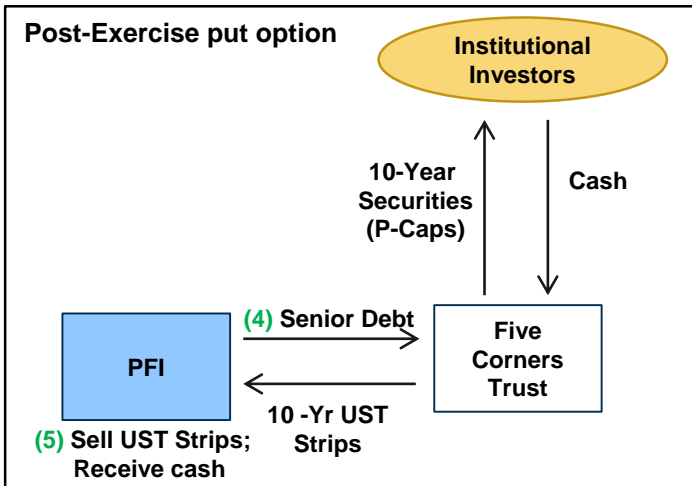 Post-Exercise put option
Institutional
Investors
10-Year
Securities
(P-Caps)
Cash
(4) Senior Debt
PFI
Five
Corners
Trust
10 -Yr UST
Strips
(5) Sell UST Strips;
Receive cash